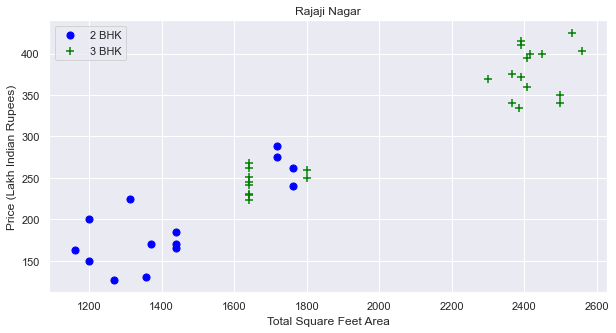 Rajaji Nagar
2 BHK
3 BHK
Price (Lakh Indian Rupees)
400
350
300
250
200
150
1200 1400 1600 1800 2000 2200 2400 2600
Total Square Feet Area